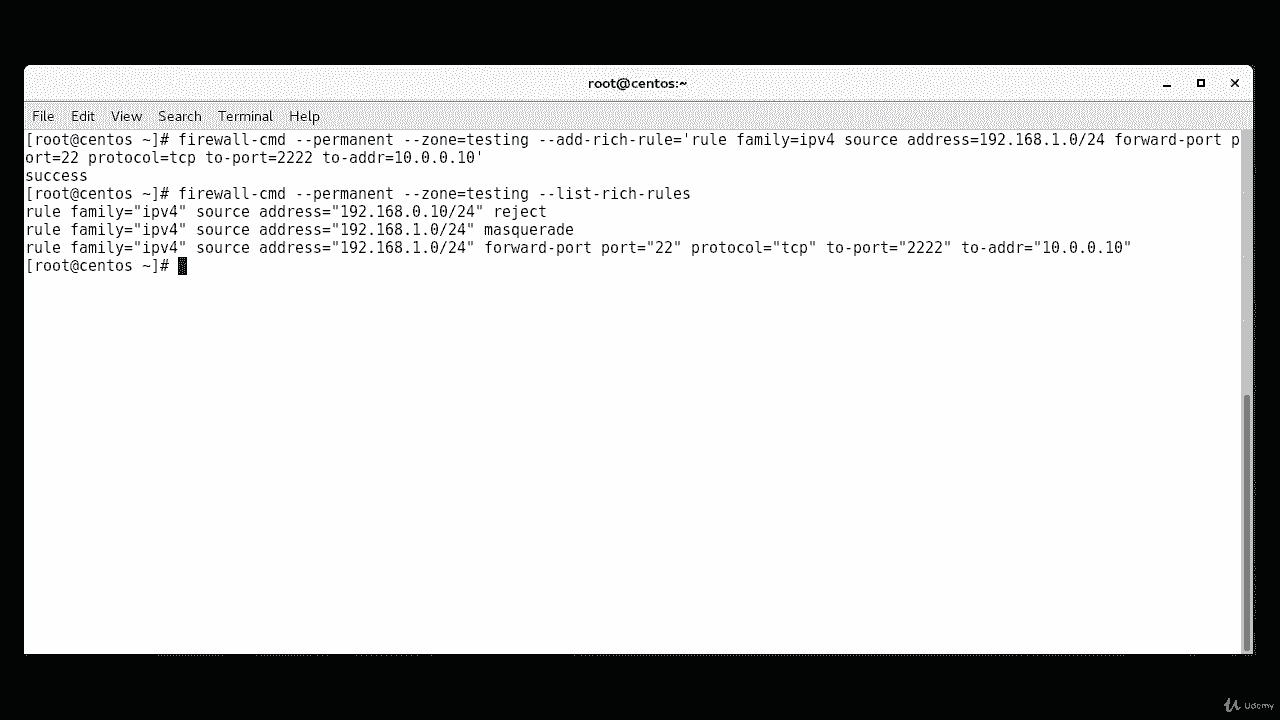 root@centos:~
File Edit View Search Terminal Help
[root@centos ~]# firewall-cmd --permanent --zone=testing --add-rich-rule='rule family=ipv4 source address=192.168.1.0/24 forward-port p
ort=22 protocol=tcp to-port=2222 to-addr=10.0.0.10'
success
[root@centos ~]# firewall-cmd --permanent --zone=testing --list-rich-rules
rule family="ipv4" source address="192.168.0.10/24" reject
rule family="ipv4" source address="192.168.1.0/24" masquerade
rule family="ipv4" source address="192.168.1.0/24" forward-port port="22" protocol="tcp" to-port="2222" to-addr="10.0.0.10"
[root@centos ~]#
Udemy